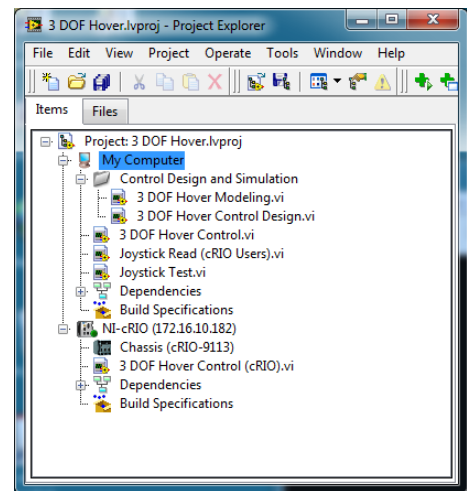 3 DOF Hover.lvproj - Project Explorer
File Edit View Project Operate Tools Window Help
Items Files
Project: 3 DOF Hover.lvproj
My Computer
Control Design and Simulation
3 DOF Hover Modeling.vi
3 DOF Hover Control Design.vi
3 DOF Hover Control.vi
Joystick Read (cRIO Users).vi
Joystick Test.vi
Dependencies
Build Specifications
NI-cRIO (172.16.10.182)
Chassis (cRIO-9113)
3 DOF Hover Control (cRIO).vi
Dependencies
Build Specifications